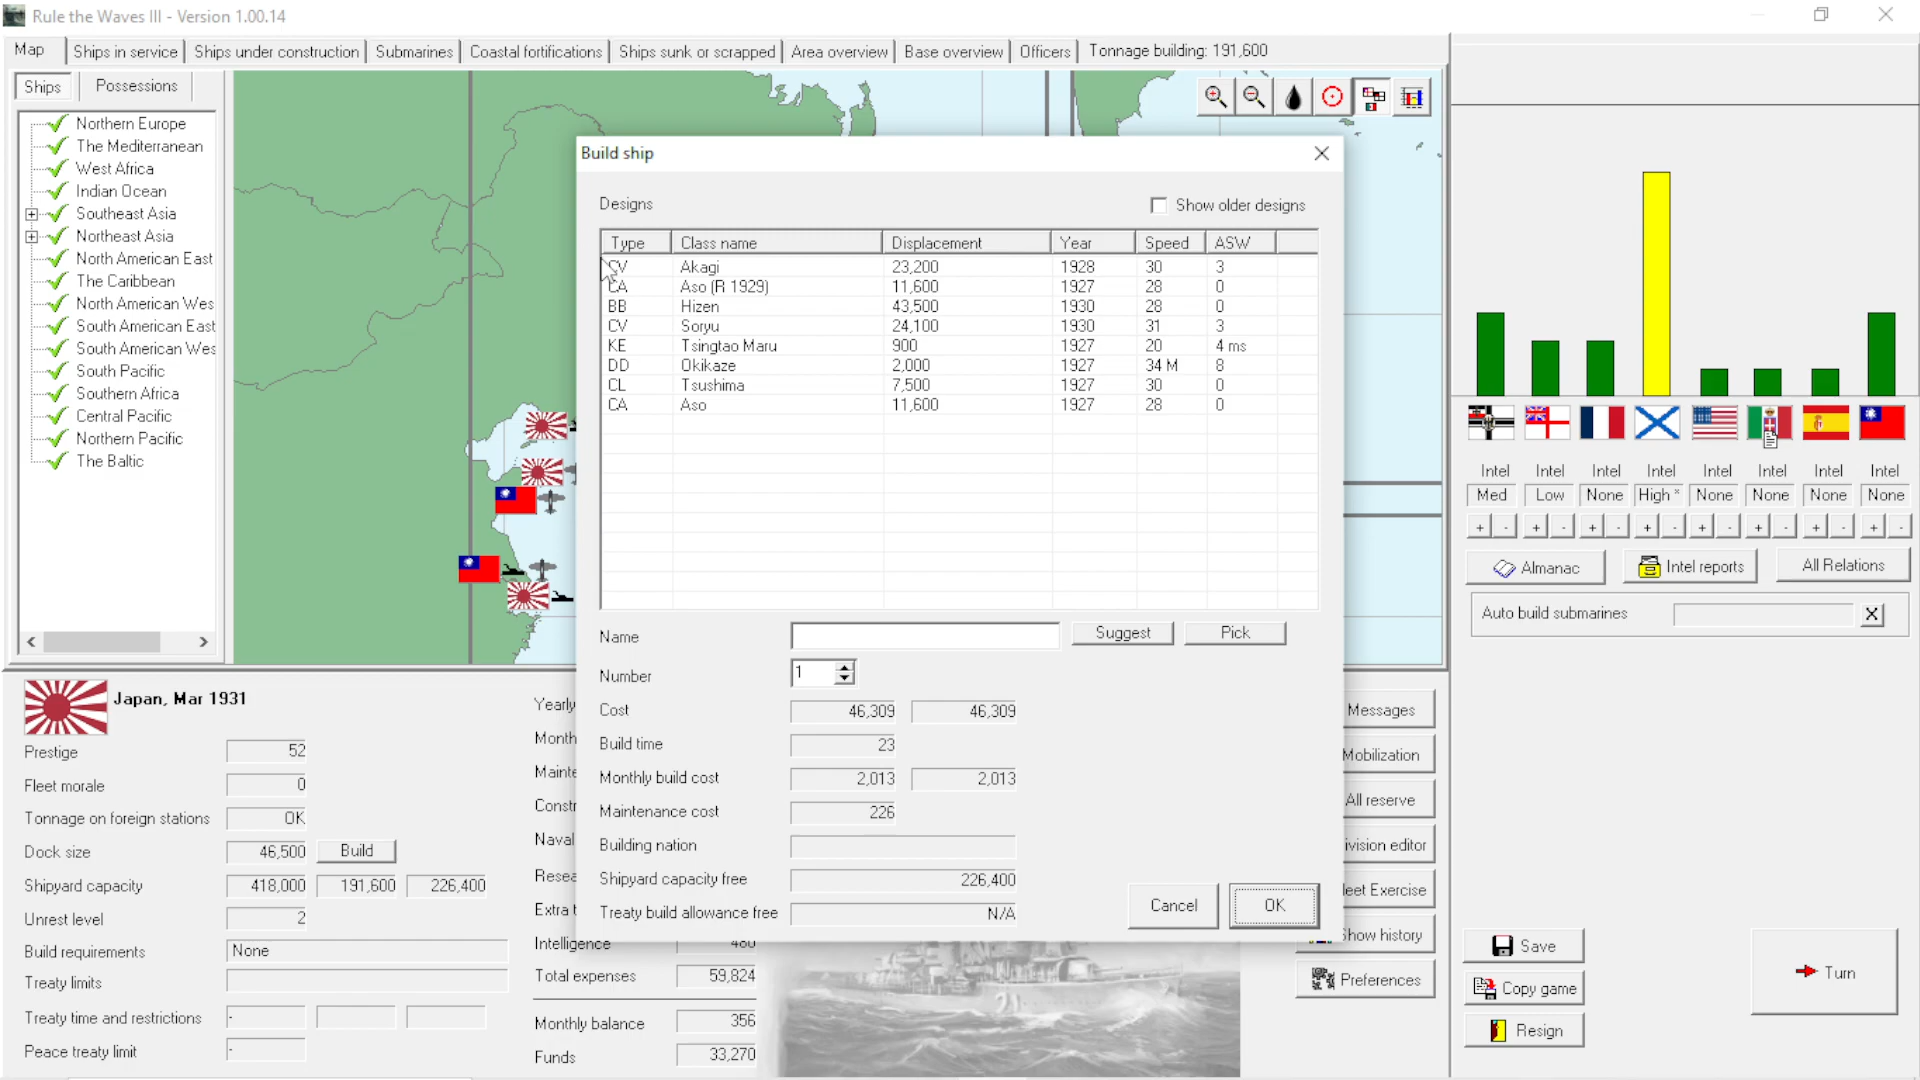 Rule the Waves III - Version 1.00.14
Map Ships in service Ships under construction Submarines Coastal fortifications Ships sunk or scrapped Area overview Base overview Officers Tonnage building: 191,600
Ships Possessions
Northern Europe
The Mediterranean
West Africa
Indian Ocean
Southeast Asia
Northeast Asia
North American East
The Caribbean
North American Wes
South American East
South American Wes
South Pacific
Southern Africa
Central Pacific
Northern Pacific
The Baltic
Build ship
Designs Show older designs
Type Class name Displacement Year Speed ASW
CV Akagi 23,200 1928 30 3
CA Aso (R 1929) 11,600 1927 28 0
BB Hizen 43,500 1930 28 0
CV Soryu 24,100 1930 31 3
KE Tsingtao Maru 900 1927 20 4 ms
DD Okikaze 2,000 1927 34 M 8
CL Tsushima 7,500 1927 30 0
CA Aso 11,600 1927 28 0
Name Suggest Pick
Number 1
Cost 46,309 46,309
Build time 23
Monthly build cost 2,013 2,013
Maintenance cost 226
Building nation
Shipyard capacity free 226,400
Treaty build allowance free N/A
Cancel OK
Intel Intel Intel Intel Intel Intel Intel Intel
Med Low None High * None None None None
+ - + - + - + - + - + - + - + -
Almanac Intel reports All Relations
Auto build submarines X
Japan, Mar 1931
Prestige 52
Fleet morale 0
Tonnage on foreign stations OK
Dock size 46,500 Build
Shipyard capacity 418,000 191,600 226,400
Unrest level 2
Build requirements None
Treaty limits
Treaty time and restrictions -
Peace treaty limit -
Yearly
Month
Mainte
Constr
Naval
Resea
Extra t
Intelligence 480
Total expenses 59,824
Monthly balance 356
Funds 33,270
Messages
Mobilization
All reserve
ivision editor
leet Exercise
how history
Preferences
Save
Copy game
Resign
Turn